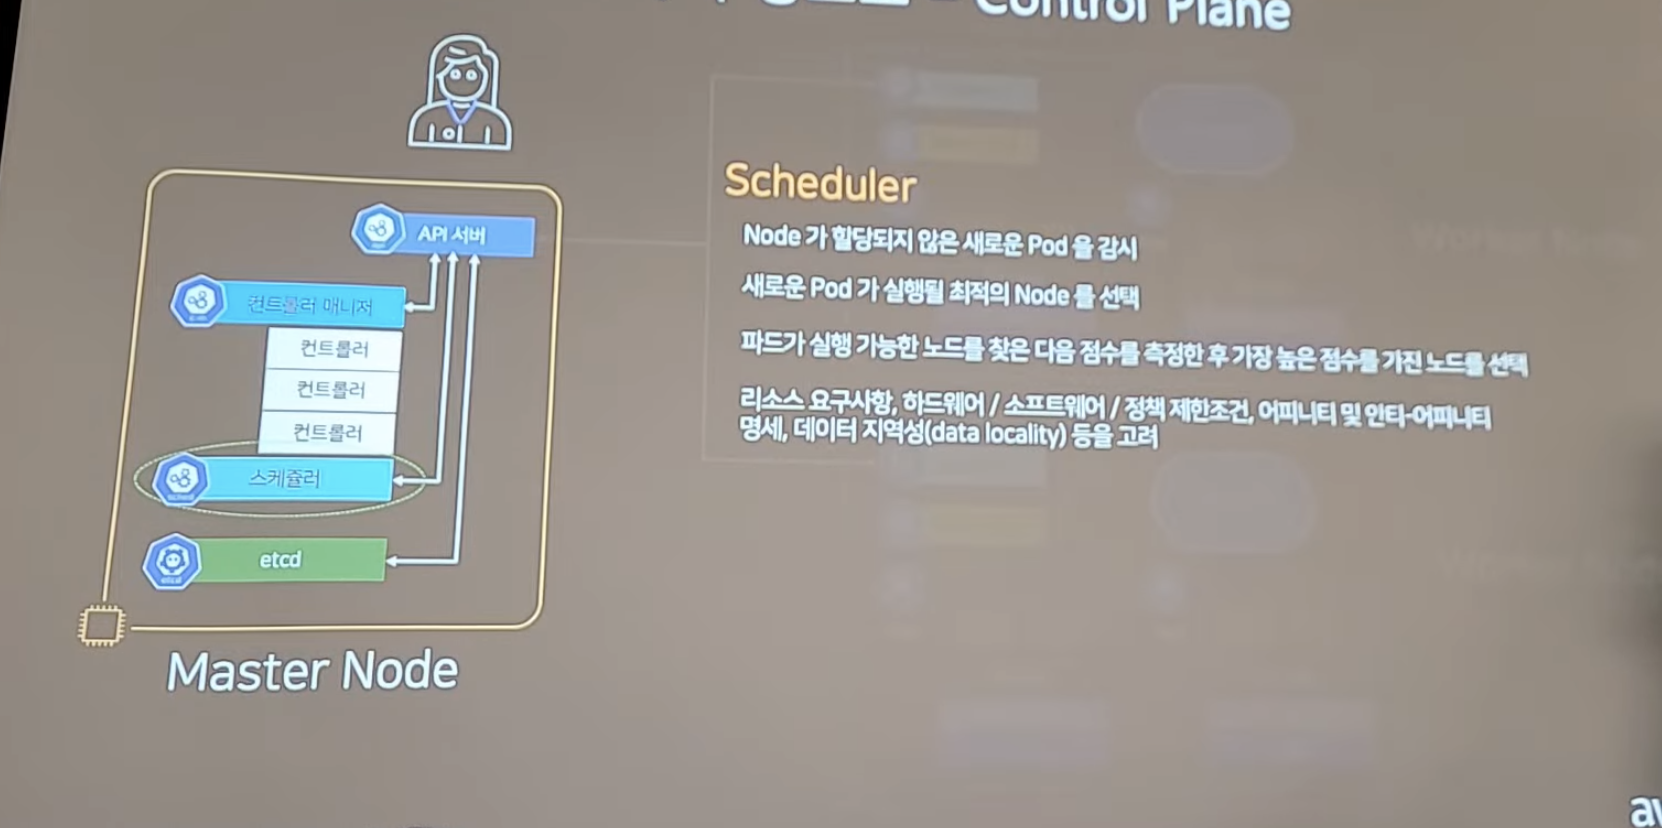 Control Plane
API 서버
컨트롤러 매니저
컨트롤러
컨트롤러
컨트롤러
스케쥴러
etcd
etcd
Master Node
Scheduler
Node 가 할당되지 않은 새로운 Pod 을 감시
새로운 Pod 가 실행될 최적의 Node 를 선택
파드가 실행 가능한 노드를 찾은 다음 점수를 측정한 후 가장 높은 점수를 가진 노드를 선택
리소스 요구사항, 하드웨어 / 소프트웨어 / 정책 제한조건, 어피니티 및 안티-어피니티
명세, 데이터 지역성(data locality) 등을 고려